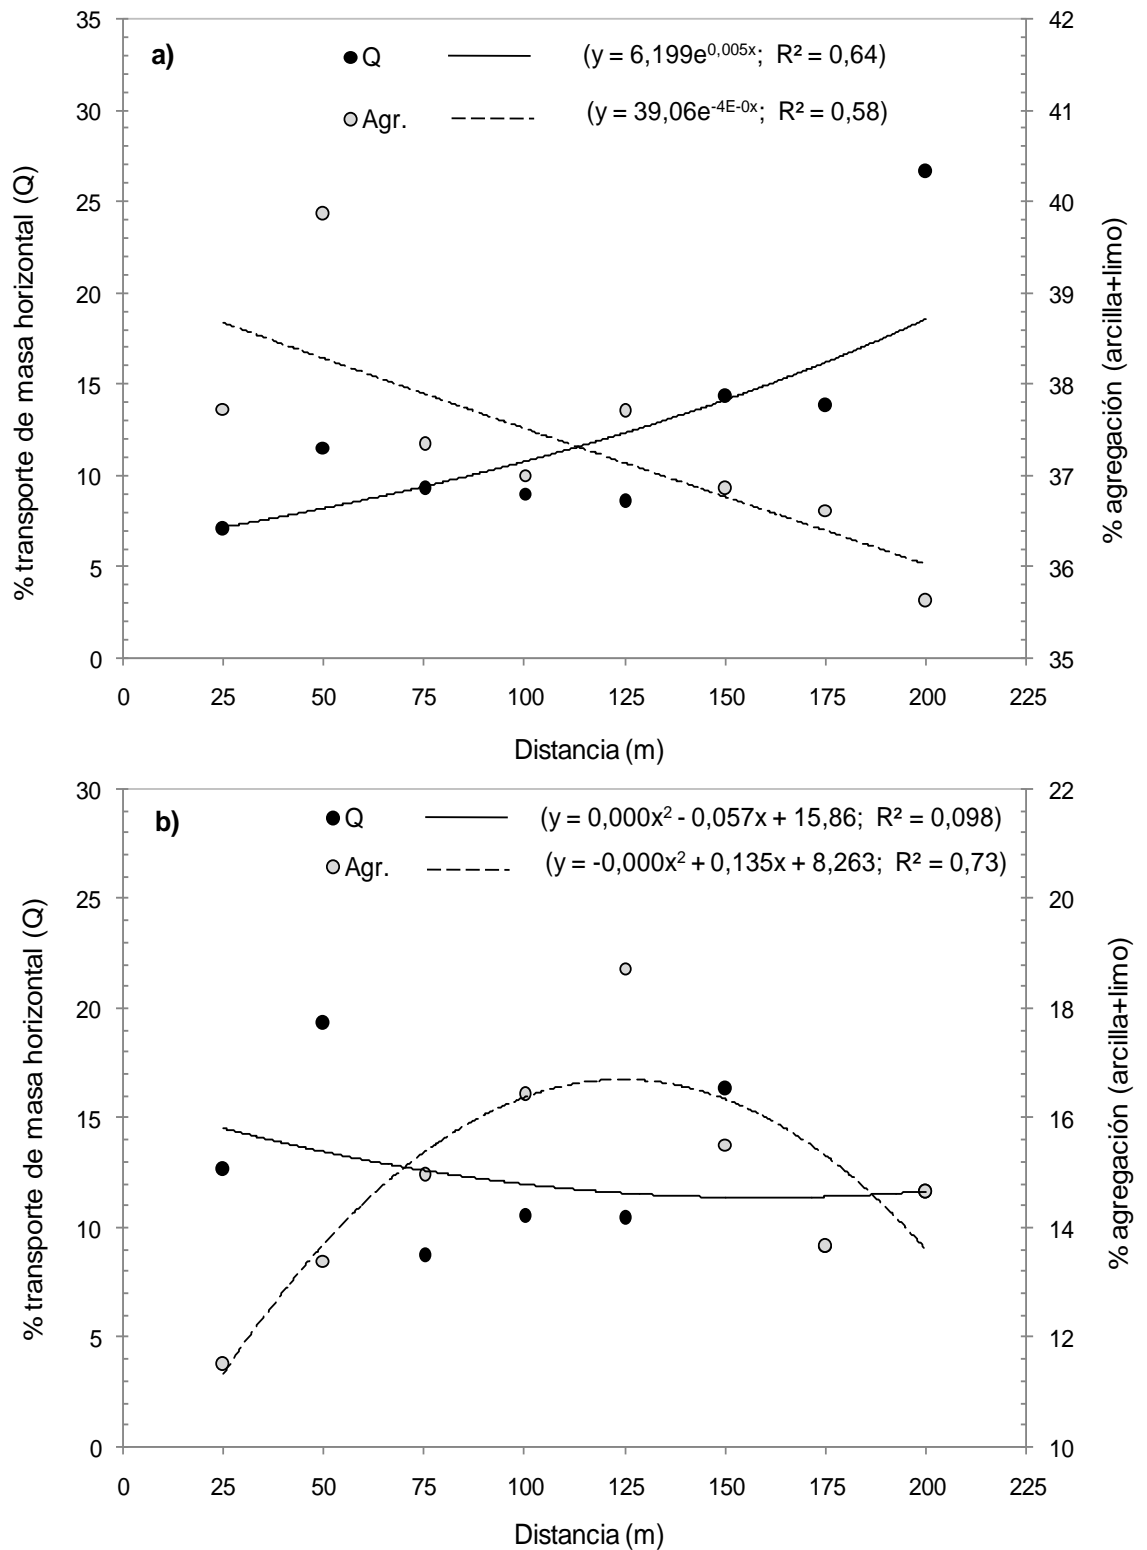 a)
Q (y = 6,199e^0,005x; R² = 0,64)
Agr. (y = 39,06e^-4E-0x; R² = 0,58)
% transporte de masa horizontal (Q)
35
30
25
20
15
10
5
0
42
41
40
39
38
37
36
35
% agregación (arcilla+limo)
0 25 50 75 100 125 150 175 200 225
Distancia (m)
b)
Q (y = 0,000x² - 0,057x + 15,86; R² = 0,098)
Agr. (y = -0,000x² + 0,135x + 8,263; R² = 0,73)
% transporte de masa horizontal (Q)
30
25
20
15
10
5
0
22
20
18
16
14
12
10
% agregación (arcilla+limo)
0 25 50 75 100 125 150 175 200 225
Distancia (m)